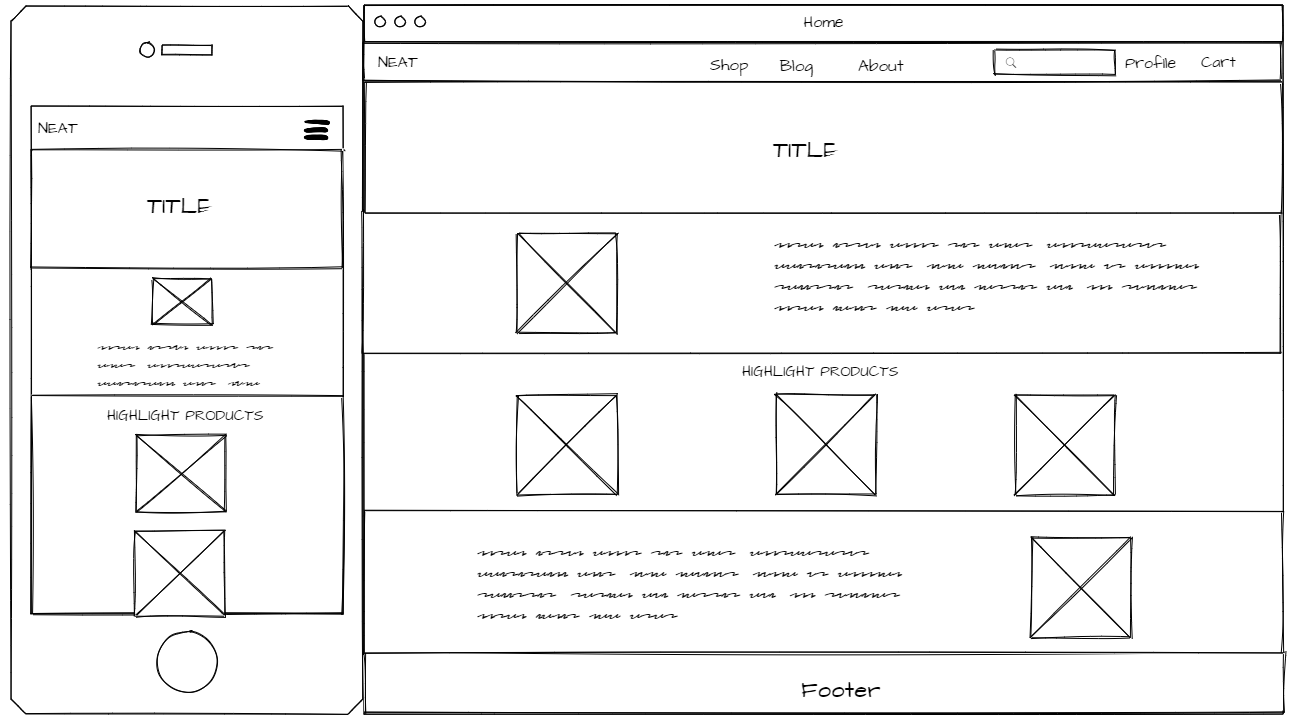 NEAT
TITLE
HIGHLIGHT PRODUCTS
Home
NEAT Shop Blog About Profile Cart
TITLE
HIGHLIGHT PRODUCTS
Footer